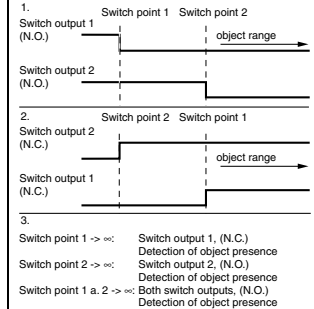 1.
Switch point 1 Switch point 2
Switch output 1
(N.O.)
object range
Switch output 2
(N.O.)
2.
Switch point 2 Switch point 1
Switch output 2
(N.C.)
object range
Switch output 1
(N.C.)
3.
Switch point 1 -> ∞: Switch output 1, (N.C.)
Detection of object presence
Switch point 2 -> ∞: Switch output 2, (N.O.)
Detection of object presence
Switch point 1 a. 2 -> ∞: Both switch outputs, (N.O.)
Detection of object presence